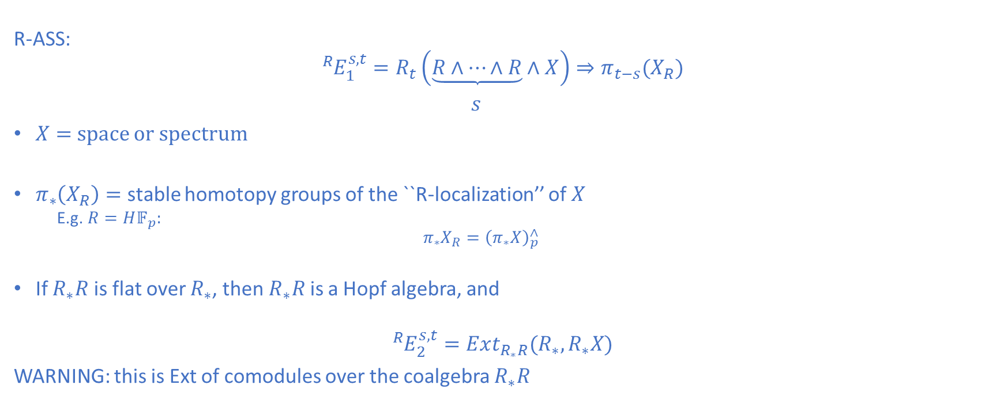 R-ASS:
$^{R}E_1^{s,t} = R_t\left(\underbrace{R \wedge \cdots \wedge R}_{s} \wedge X\right) \Rightarrow \pi_{t-s}(X_R)$
• $X$ = space or spectrum
• $\pi_*(X_R)$ = stable homotopy groups of the ``R-localization’’ of $X$
E.g. $R = H\mathbb{F}_p$:
$\pi_* X_R = (\pi_* X)_p^{\wedge}$
• If $R_*R$ is flat over $R_*$, then $R_*R$ is a Hopf algebra, and
$^{R}E_2^{s,t} = Ext_{R_*R}(R_*, R_*X)$
WARNING: this is Ext of comodules over the coalgebra $R_*R$